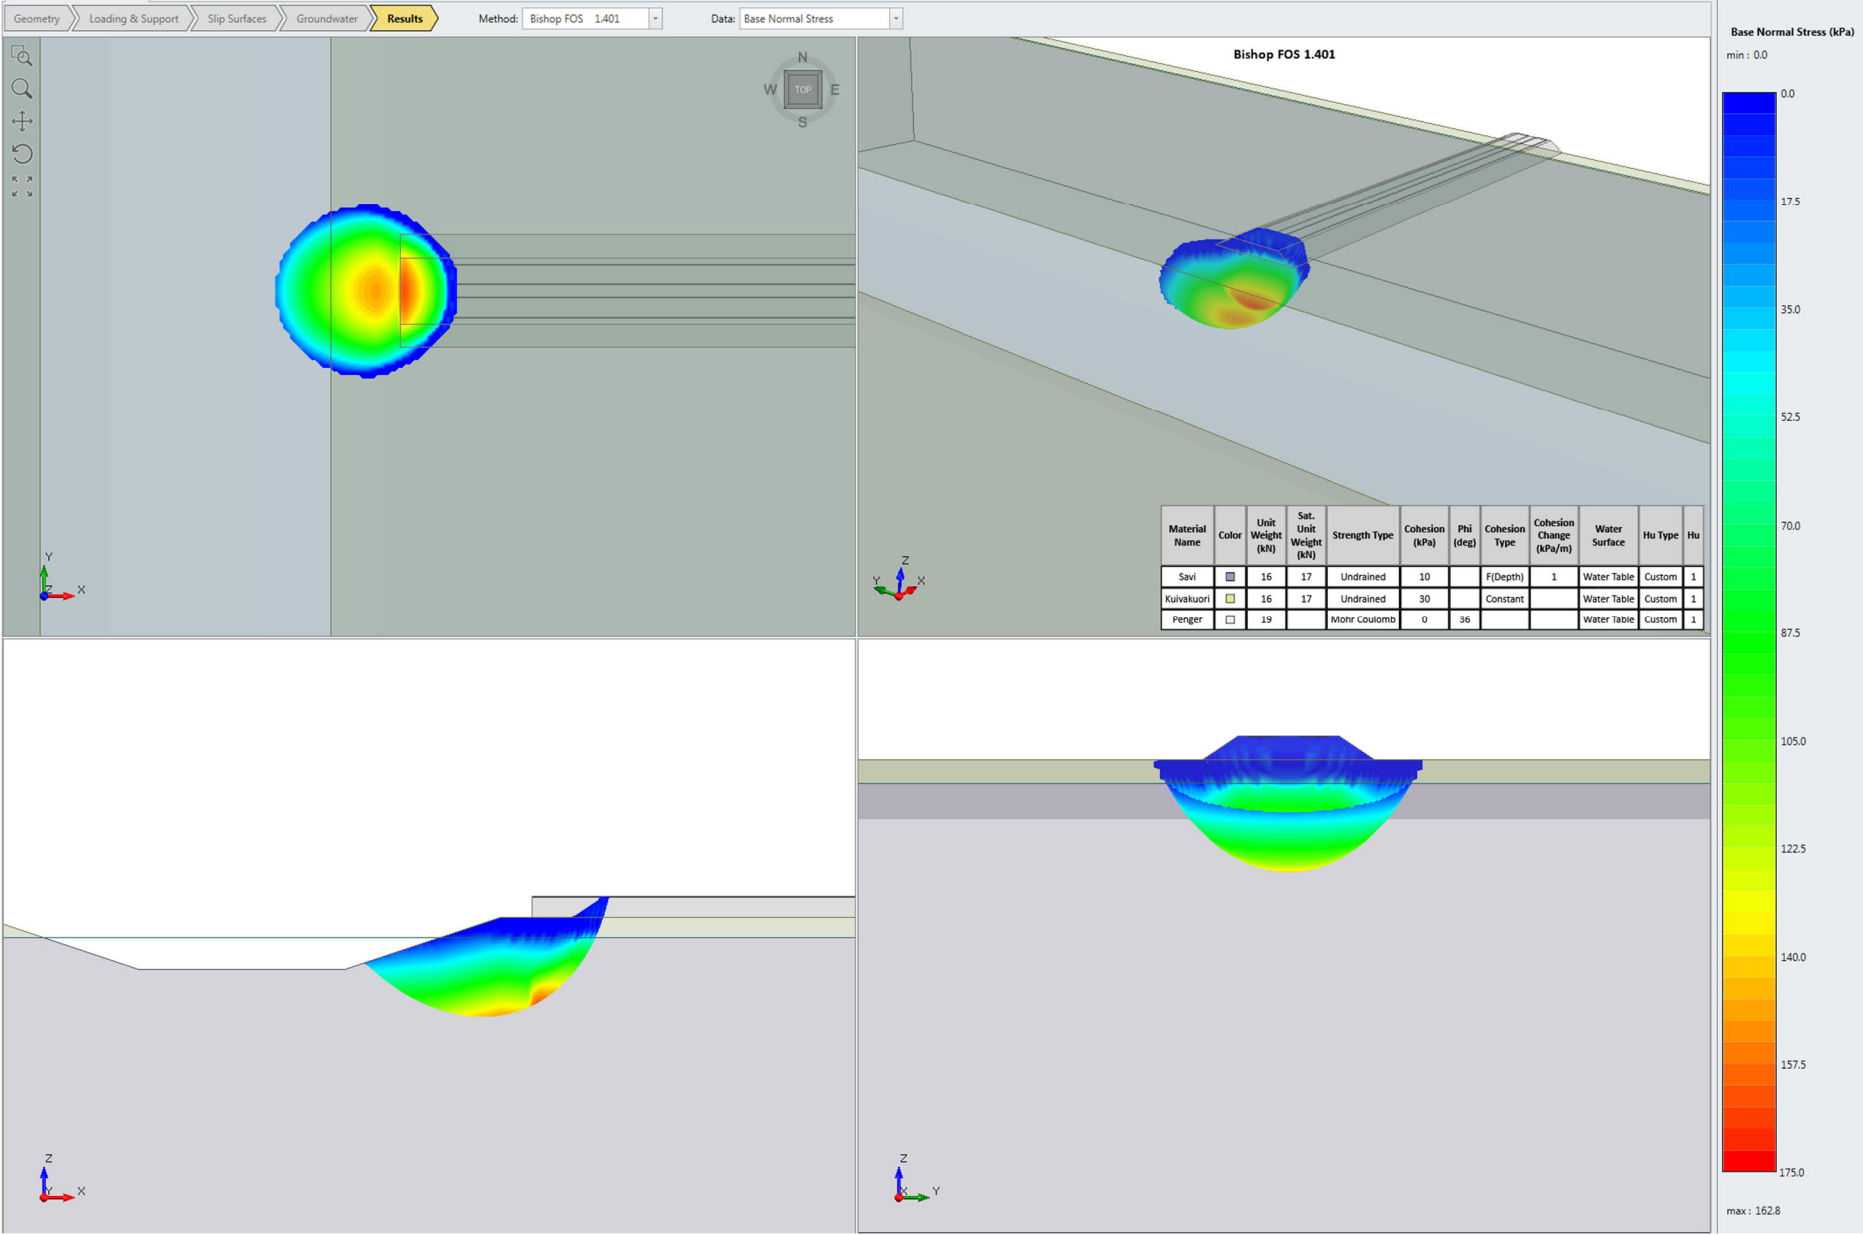 Geometry Loading & Support Slip Surfaces Groundwater Results Method: Bishop FOS 1.401 Data: Base Normal Stress
N
W TOP E
S
Y
Z X
Bishop FOS 1.401
Z
Y X
Material Name Color Unit Weight (kN) Sat. Unit Weight (kN) Strength Type Cohesion (kPa) Phi (deg) Cohesion Type Cohesion Change (kPa/m) Water Surface Hu Type Hu
Savi 16 17 Undrained 10 F(Depth) 1 Water Table Custom 1
Kuivakuori 16 17 Undrained 30 Constant Water Table Custom 1
Penger 19 Mohr Coulomb 0 36 Water Table Custom 1
Z
Y X
Z
X Y
Base Normal Stress (kPa)
min : 0.0
0.0
17.5
35.0
52.5
70.0
87.5
105.0
122.5
140.0
157.5
175.0
max : 162.8